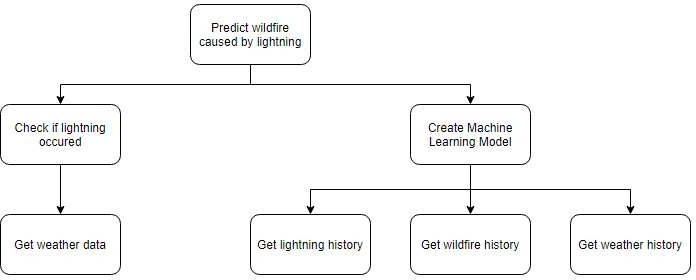 Predict wildfire
caused by lightning
Check if lightning
occured
Create Machine
Learning Model
Get weather data
Get lightning history
Get wildfire history
Get weather history